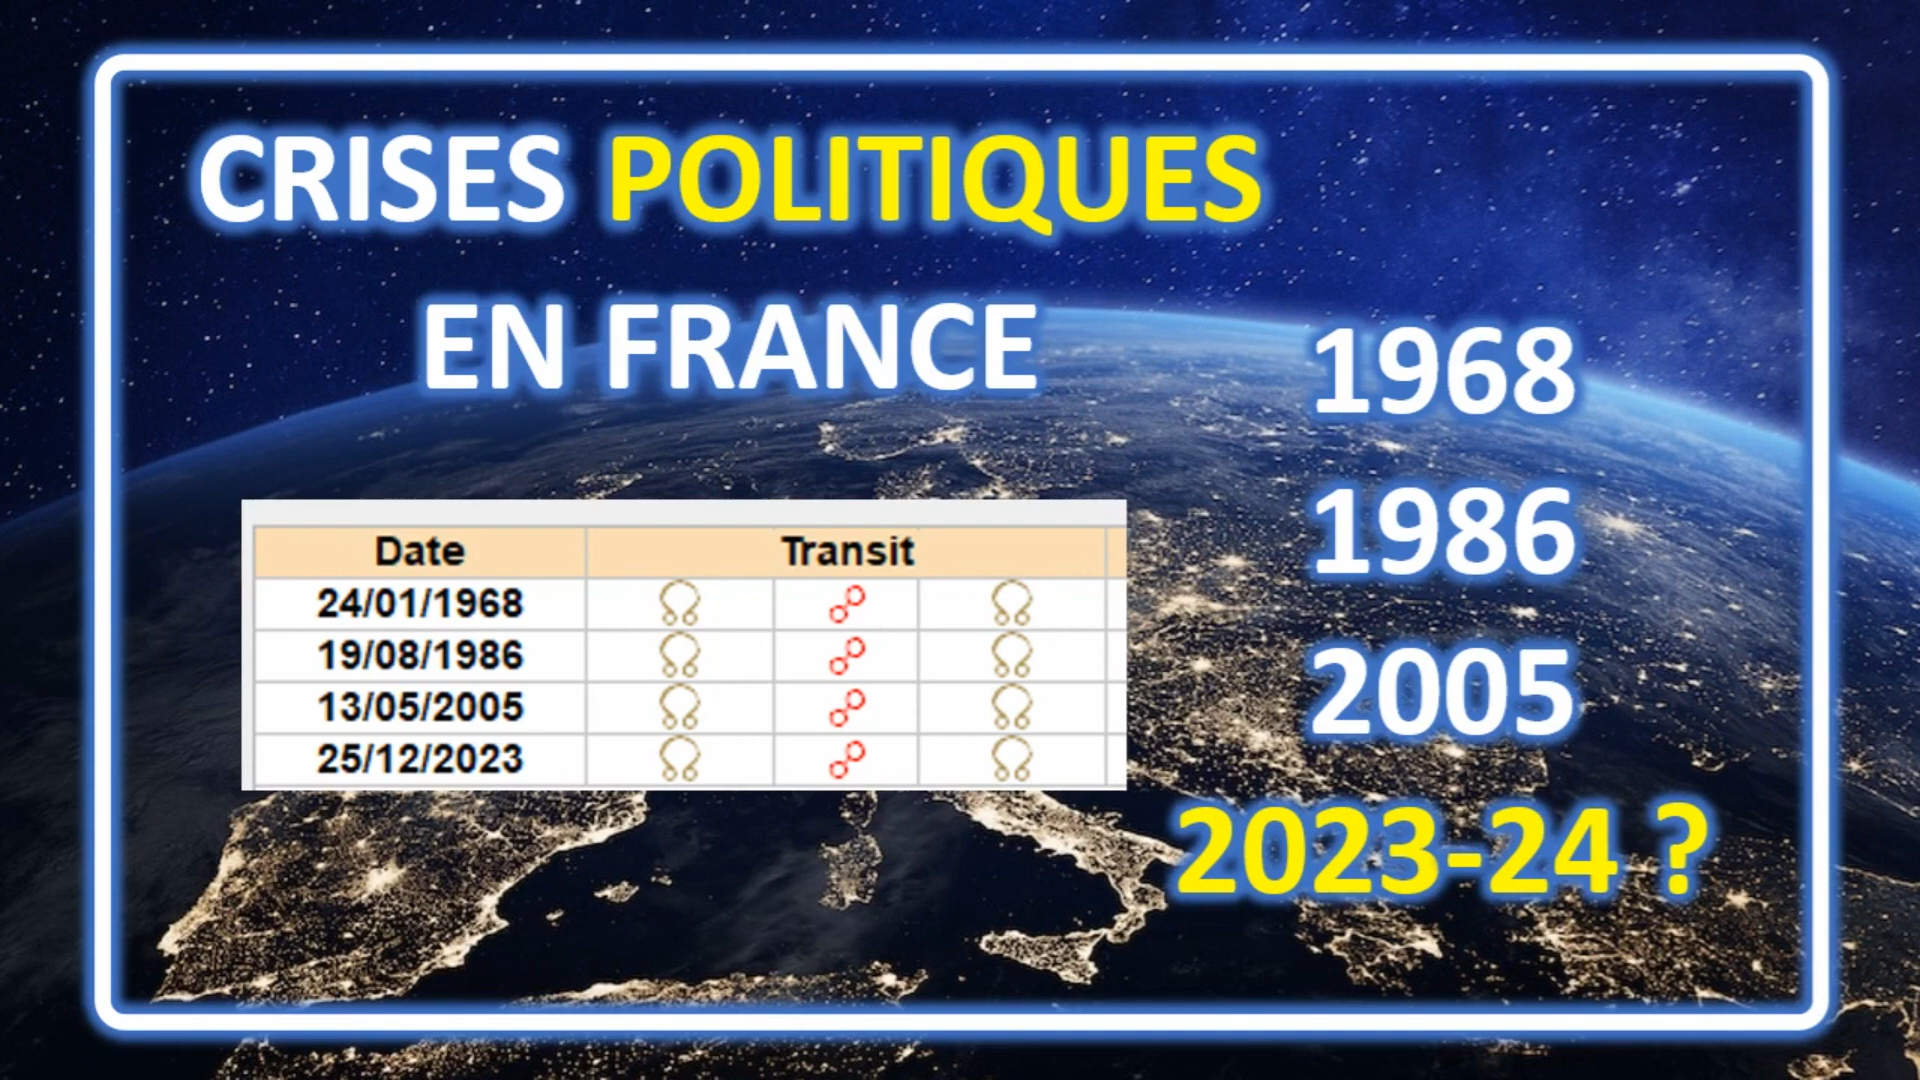 CRISES POLITIQUES
EN FRANCE
1968
1986
2005
2023-24 ?
Date Transit
24/01/1968 ☊ ☍ ☊
19/08/1986 ☊ ☍ ☊
13/05/2005 ☊ ☍ ☊
25/12/2023 ☊ ☍ ☊